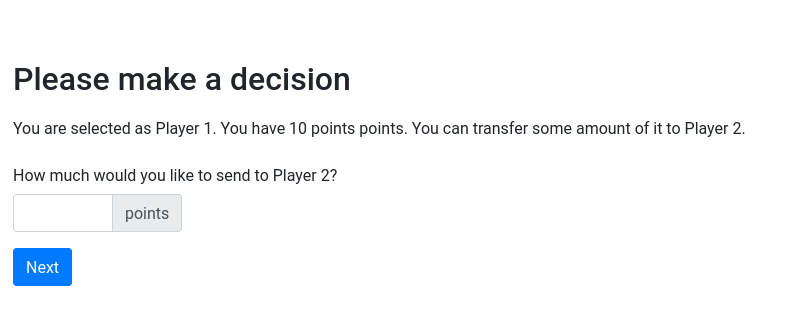 Please make a decision
You are selected as Player 1. You have 10 points points. You can transfer some amount of it to Player 2.
How much would you like to send to Player 2?
points
Next